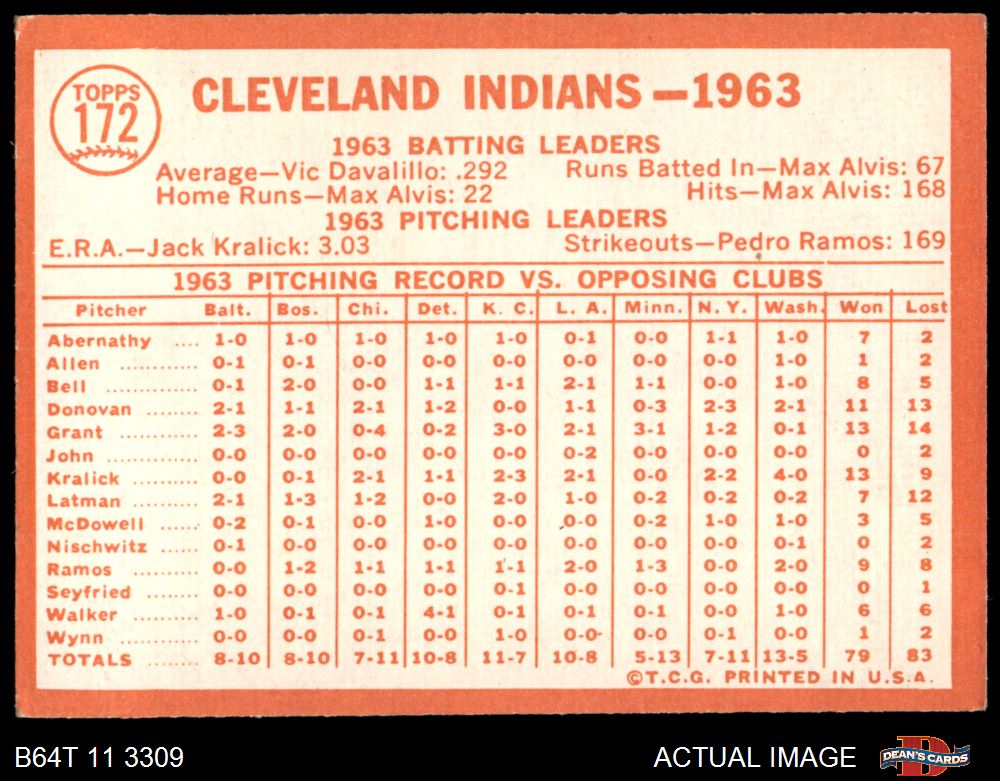 TOPPS
172
CLEVELAND INDIANS—1963
1963 BATTING LEADERS
Average—Vic Davalillo: .292 Runs Batted In—Max Alvis: 67
Home Runs—Max Alvis: 22 Hits—Max Alvis: 168
1963 PITCHING LEADERS
E.R.A.—Jack Kralick: 3.03 Strikeouts—Pedro Ramos: 169
1963 PITCHING RECORD VS. OPPOSING CLUBS
Pitcher Balt. Bos. Chi. Det. K. C. L. A. Minn. N. Y. Wash. Won Lost
Abernathy .... 1-0 1-0 1-0 1-0 1-0 0-1 0-0 1-1 1-0 7 2
Allen ............ 0-1 0-1 0-0 0-0 0-0 0-0 0-0 0-0 1-0 1 2
Bell .............. 0-1 2-0 0-0 1-1 1-1 2-1 1-1 0-0 1-0 8 5
Donovan ........ 2-1 1-1 2-1 1-2 0-0 1-1 0-3 2-3 2-1 11 13
Grant ............ 2-3 2-0 0-4 0-2 3-0 2-1 3-1 1-2 0-1 13 14
John .............. 0-0 0-0 0-0 0-0 0-0 0-2 0-0 0-0 0-0 0 2
Kralick .......... 0-0 0-1 2-1 1-1 2-3 2-1 0-0 2-2 4-0 13 9
Latman .......... 2-1 1-3 1-2 0-0 2-0 1-0 0-2 0-2 0-2 7 12
McDowell ...... 0-2 0-1 0-0 1-0 0-0 0-0 0-2 1-0 1-0 3 5
Nischwitz ...... 0-1 0-0 0-0 0-0 0-0 0-0 0-0 0-0 0-1 0 2
Ramos .......... 0-0 1-2 1-1 1-1 1-1 2-0 1-3 0-0 2-0 9 8
Seyfried ........ 0-0 0-0 0-0 0-0 0-1 0-0 0-0 0-0 0-0 0 1
Walker .......... 1-0 0-1 0-1 4-1 0-1 0-1 0-1 0-0 1-0 6 6
Wynn ............ 0-0 0-0 0-1 0-0 1-0 0-0 0-0 0-1 0-0 1 2
TOTALS ........ 8-10 8-10 7-11 10-8 11-7 10-8 5-13 7-11 13-5 79 83
©T.C.G. PRINTED IN U.S.A.
B64T 11 3309 ACTUAL IMAGE DEAN'S CARDS